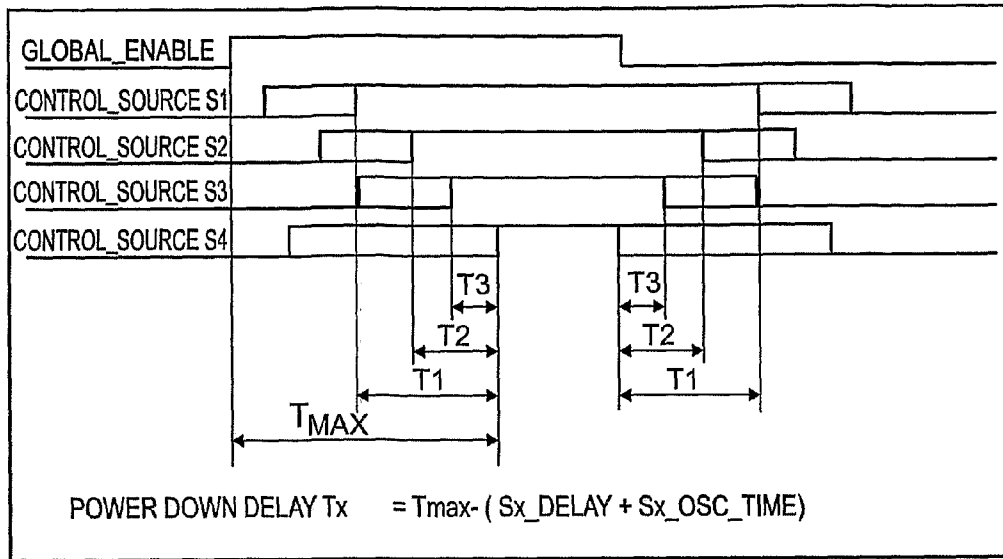 GLOBAL_ENABLE
CONTROL_SOURCE S1
CONTROL_SOURCE S2
CONTROL_SOURCE S3
CONTROL_SOURCE S4
T3 T3
T2 T2
T1 T1
TMAX
POWER DOWN DELAY Tx = Tmax- ( Sx_DELAY + Sx_OSC_TIME)